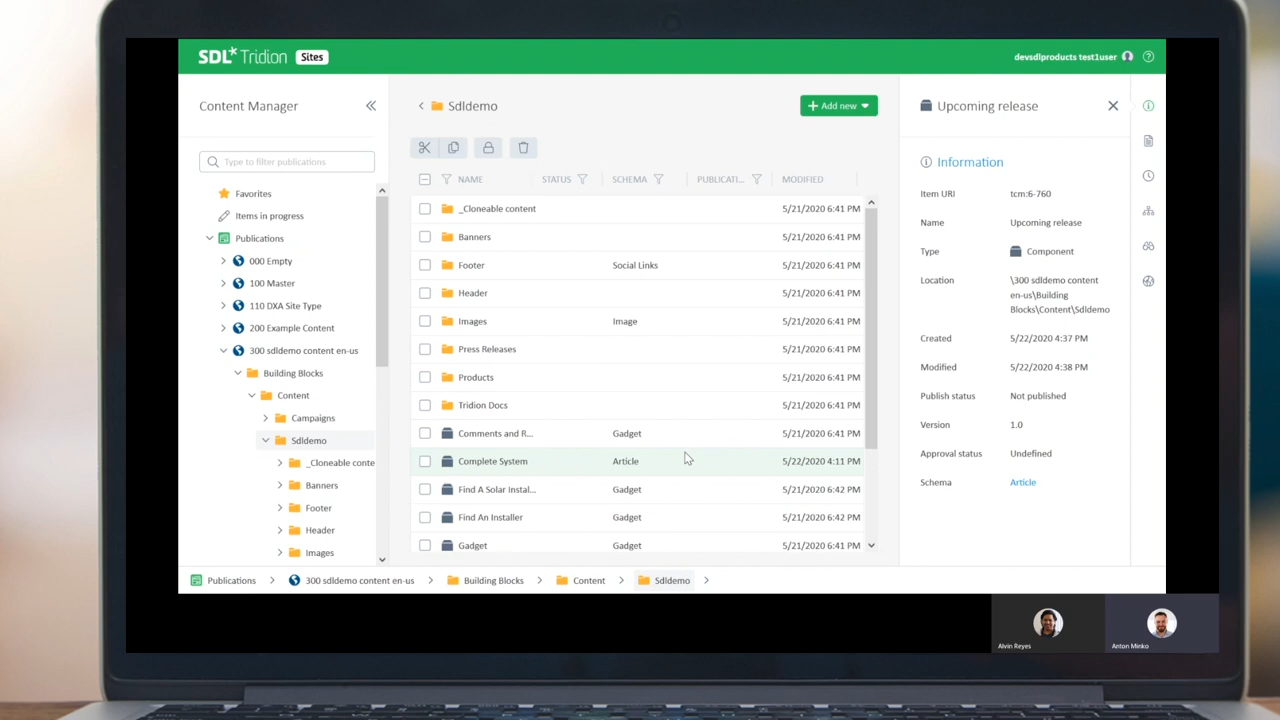 SDL* Tridion Sites
devsdlproducts test1user
Content Manager
Type to filter publications
Favorites
Items in progress
Publications
000 Empty
100 Master
110 DXA Site Type
200 Example Content
300 sdldemo content en-us
Building Blocks
Content
Campaigns
Sdldemo
_Cloneable conte
Banners
Footer
Header
Images
Sdldemo
Add new
NAME STATUS SCHEMA PUBLICATI... MODIFIED
_Cloneable content 5/21/2020 6:41 PM
Banners 5/21/2020 6:41 PM
Footer Social Links 5/21/2020 6:41 PM
Header 5/21/2020 6:41 PM
Images Image 5/21/2020 6:41 PM
Press Releases 5/21/2020 6:41 PM
Products 5/21/2020 6:41 PM
Tridion Docs 5/21/2020 6:41 PM
Comments and R... Gadget 5/21/2020 6:41 PM
Complete System Article 5/22/2020 4:11 PM
Find A Solar Instal... Gadget 5/21/2020 6:42 PM
Find An Installer Gadget 5/21/2020 6:42 PM
Gadget Gadget 5/21/2020 6:41 PM
Upcoming release
Information
Item URI tcm:6-760
Name Upcoming release
Type Component
Location \300 sdldemo content
en-us\Building
Blocks\Content\Sdldemo
Created 5/22/2020 4:37 PM
Modified 5/22/2020 4:38 PM
Publish status Not published
Version 1.0
Approval status Undefined
Schema Article
Publications > 300 sdldemo content en-us > Building Blocks > Content > Sdldemo >
Alvin Reyes
Anton Minko